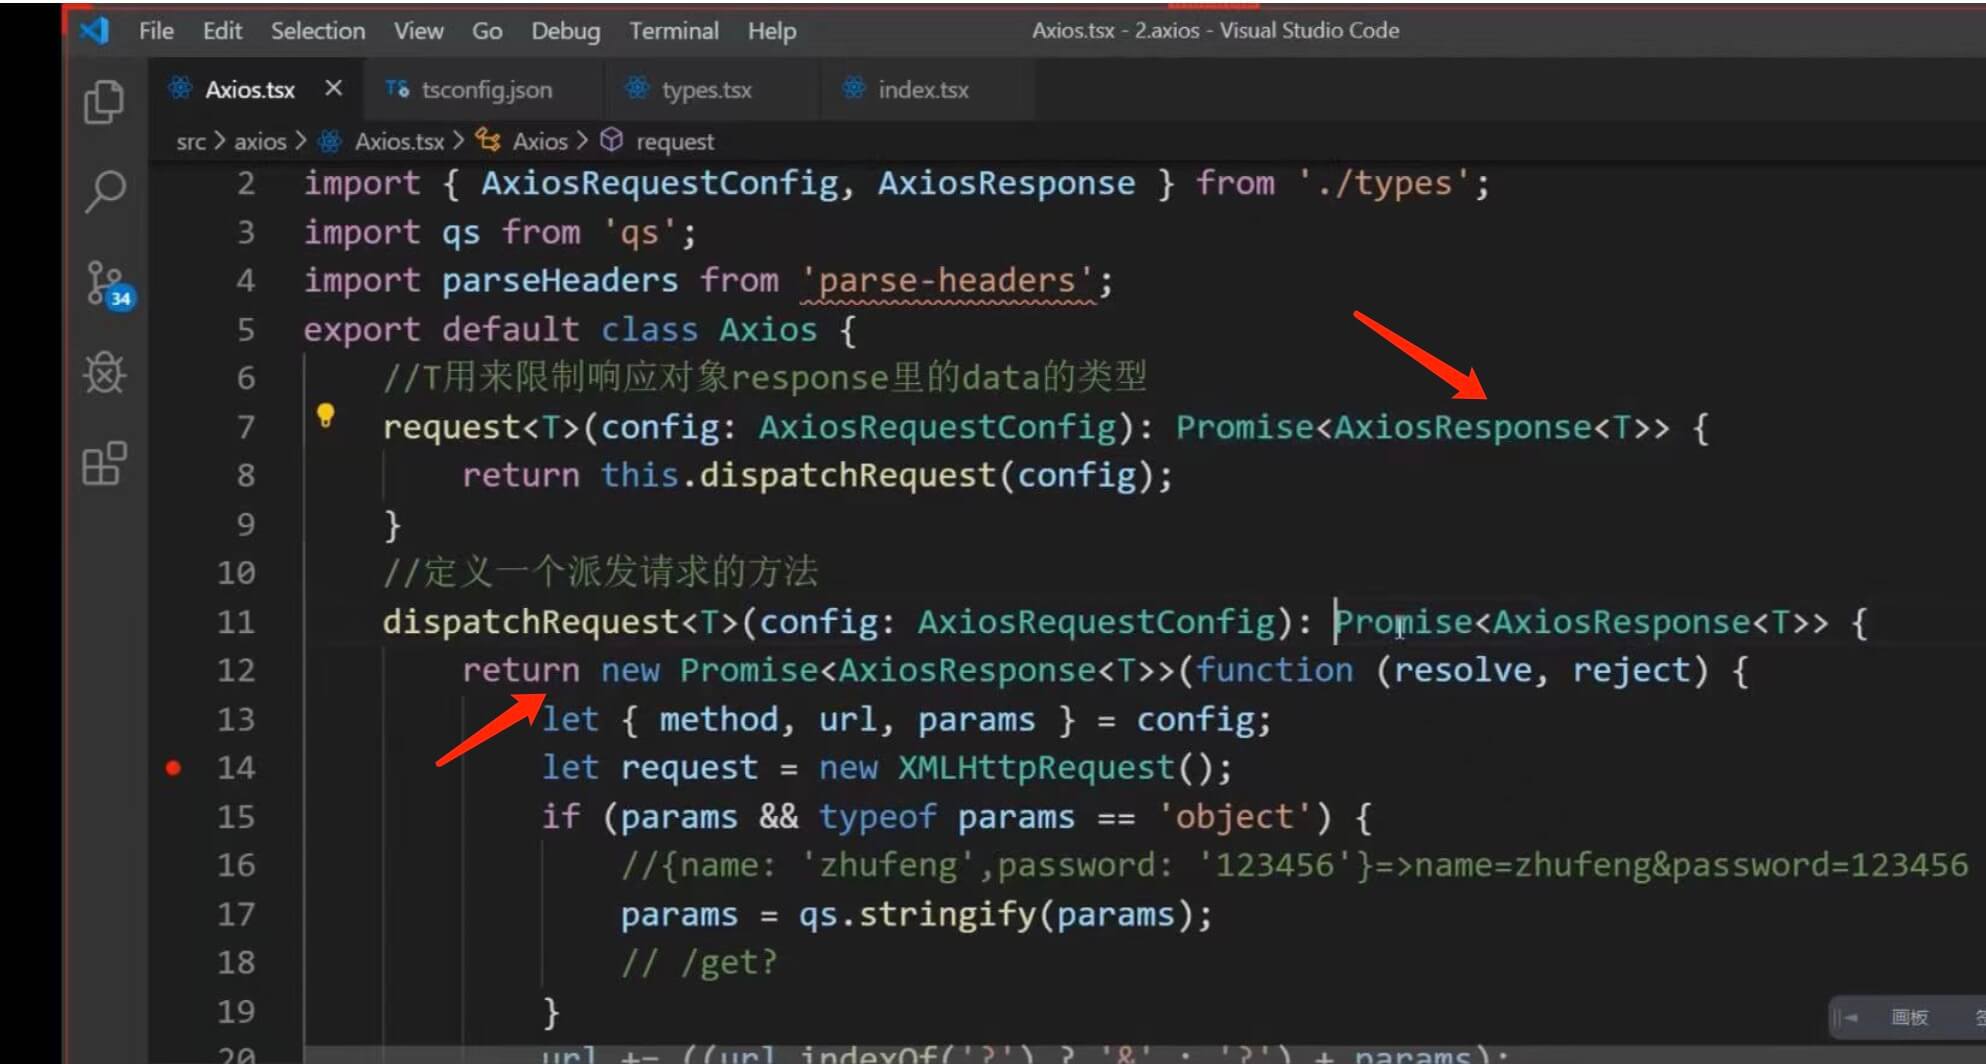 File Edit Selection View Go Debug Terminal Help Axios.tsx - 2.axios - Visual Studio Code
Axios.tsx tsconfig.json types.tsx index.tsx
src > axios > Axios.tsx > Axios > request
2 import { AxiosRequestConfig, AxiosResponse } from './types';
3 import qs from 'qs';
4 import parseHeaders from 'parse-headers';
5 export default class Axios {
6 //T用来限制响应对象response里的data的类型
7 request<T>(config: AxiosRequestConfig): Promise<AxiosResponse<T>> {
8 return this.dispatchRequest(config);
9 }
10 //定义一个派发请求的方法
11 dispatchRequest<T>(config: AxiosRequestConfig): Promise<AxiosResponse<T>> {
12 return new Promise<AxiosResponse<T>>(function (resolve, reject) {
13 let { method, url, params } = config;
14 let request = new XMLHttpRequest();
15 if (params && typeof params == 'object') {
16 //{name: 'zhufeng',password: '123456'}=>name=zhufeng&password=123456
17 params = qs.stringify(params);
18 // /get?
19 }
20 url += ((url.indexOf('?') ? '&' : '?') + params);
34
TS
画板